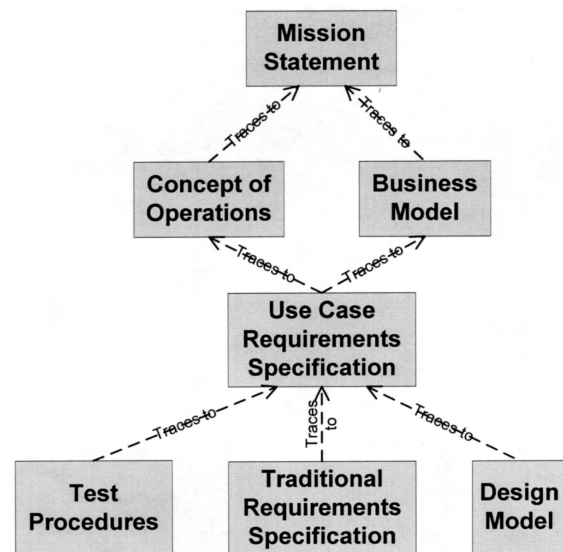 Mission
Statement
Traces to
Traces to
Concept of
Operations
Business
Model
Traces to
Traces to
Use Case
Requirements
Specification
Traces to
Traces
to
Traces to
Test
Procedures
Traditional
Requirements
Specification
Design
Model